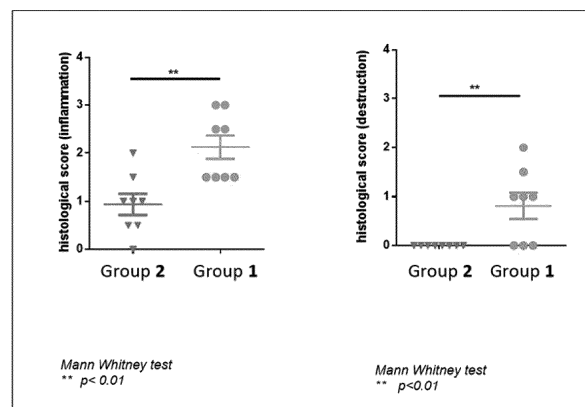 histological score (inflammation)
4
3
2
1
0
**
Group 2
Group 1
Mann Whitney test
** p< 0.01
histological score (destruction)
4
3
2
1
0
**
Group 2
Group 1
Mann Whitney test
** p<0.01